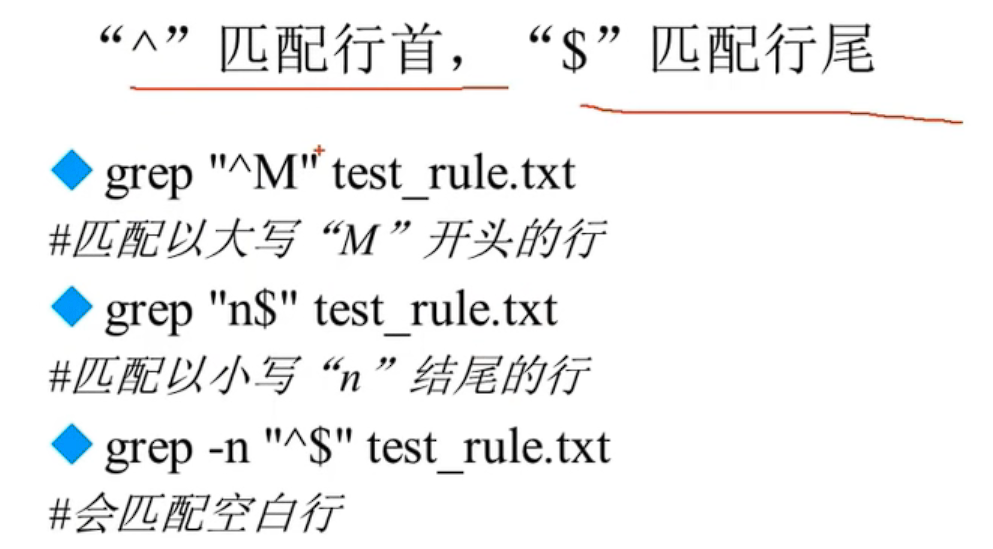 “^”匹配行首，“$”匹配行尾
grep "^M" test_rule.txt
#匹配以大写“M”开头的行
grep "n$" test_rule.txt
#匹配以小写“n”结尾的行
grep -n "^$" test_rule.txt
#会匹配空白行